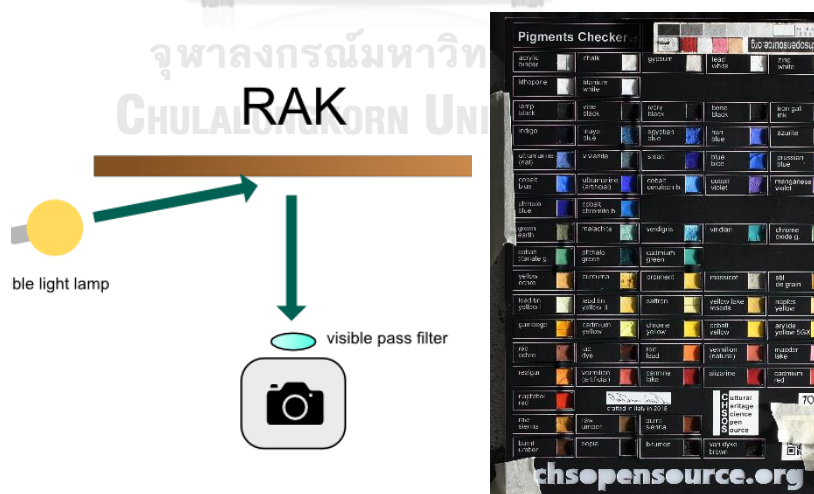 จุฬาลงกรณ์มหาวิท
CHULALONGKORN UNI
RAK
ble light lamp
visible pass filter
Pigments Checker
chsopensource.org
acrylic binder
chalk
gypsum
lead white
zinc white
lithopone
titanium white
lamp black
vine black
ivory black
bone black
iron gall ink
indigo
maya blue
egyptian blue
han blue
azurite
ultramarine (nat)
vivianite
smalt
blue bice
prussian blue
cobalt blue
ultramarine (artificial)
cobalt cerulean b.
cobalt violet
manganese violet
phthalo blue
cobalt chromite b.
green earth
malachite
verdigris
viridian
chrome oxide g.
cobalt titanate g.
phthalo green
cadmium green
yellow ochre
curcuma
orpiment
massicot
stil de grain
lead tin yellow I
lead tin yellow II
saffron
yellow lake reseda
naples yellow
gamboge
cadmium yellow
chrome yellow
cobalt yellow
arylide yellow 5GX
red ochre
lac dye
red lead
vermilion (natural)
madder lake
realgar
vermilion (artificial)
carmine lake
alizarine
cadmium red
naphthol red
crafted in Italy in 2018
Cultural
Heritage
Science
Open
Source
raw sienna
raw umber
burnt sienna
burnt umber
sepia
bitumen
van dyke brown
chsopensource.org